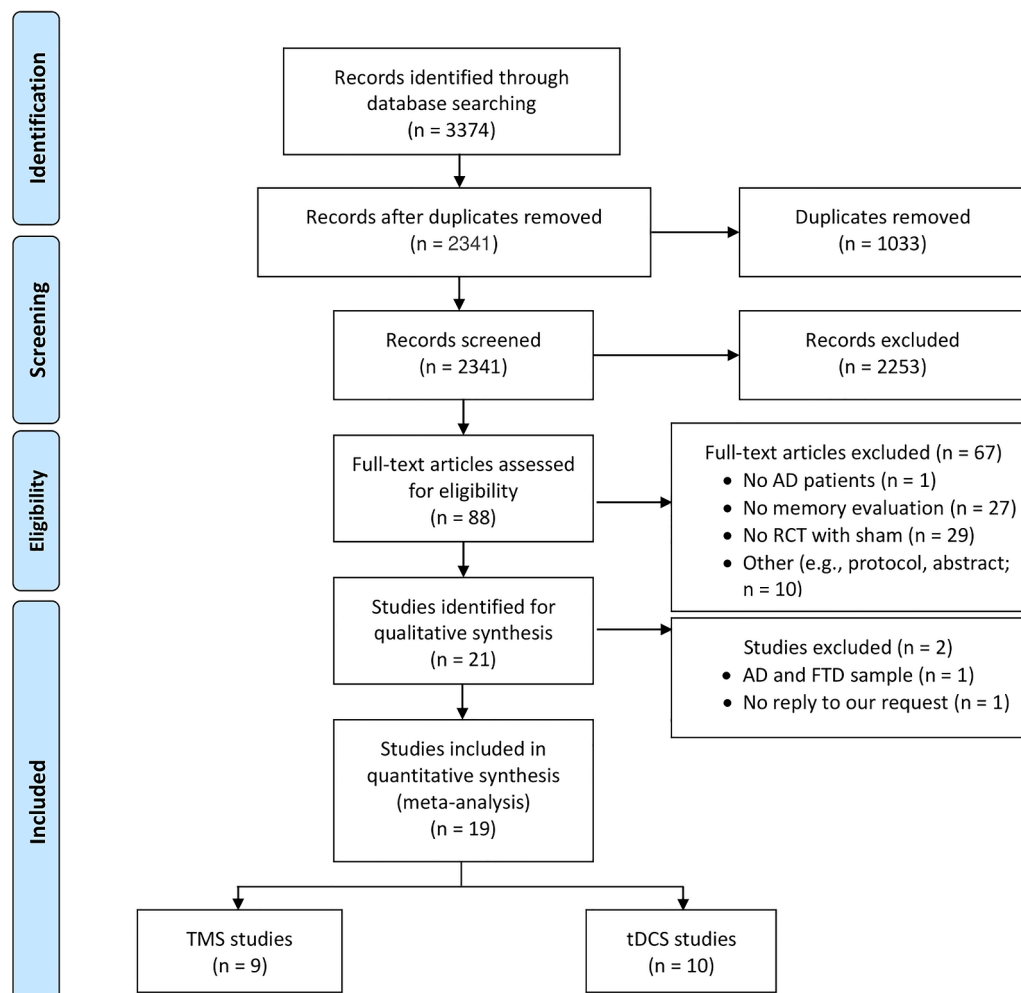 Identification
Records identified through
database searching
(n = 3374)
Records after duplicates removed
(n = 2341)
Duplicates removed
(n = 1033)
Screening
Records screened
(n = 2341)
Records excluded
(n = 2253)
Eligibility
Full-text articles assessed
for eligibility
(n = 88)
Full-text articles excluded (n = 67)
• No AD patients (n = 1)
• No memory evaluation (n = 27)
• No RCT with sham (n = 29)
• Other (e.g., protocol, abstract;
n = 10)
Included
Studies identified for
qualitative synthesis
(n = 21)
Studies excluded (n = 2)
• AD and FTD sample (n = 1)
• No reply to our request (n = 1)
Studies included in
quantitative synthesis
(meta-analysis)
(n = 19)
TMS studies
(n = 9)
tDCS studies
(n = 10)